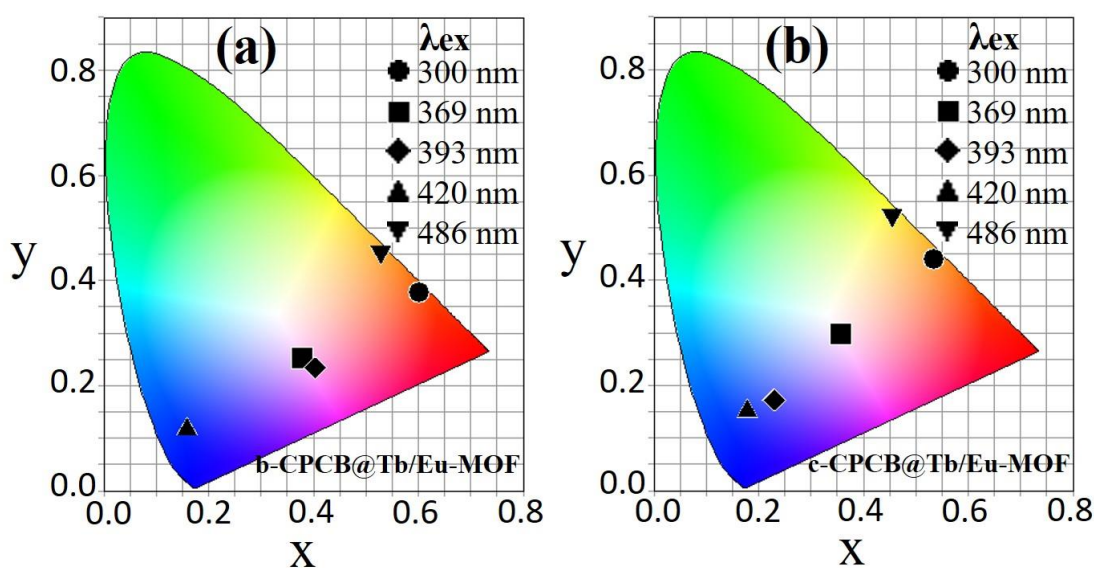 (a)
λex
300 nm
369 nm
393 nm
420 nm
486 nm
0.8
0.6
0.4
0.2
0.0
y
b-CPCB@Tb/Eu-MOF
0.0 0.2 0.4 0.6 0.8
x
(b)
λex
300 nm
369 nm
393 nm
420 nm
486 nm
0.8
0.6
0.4
0.2
0.0
y
c-CPCB@Tb/Eu-MOF
0.0 0.2 0.4 0.6 0.8
x